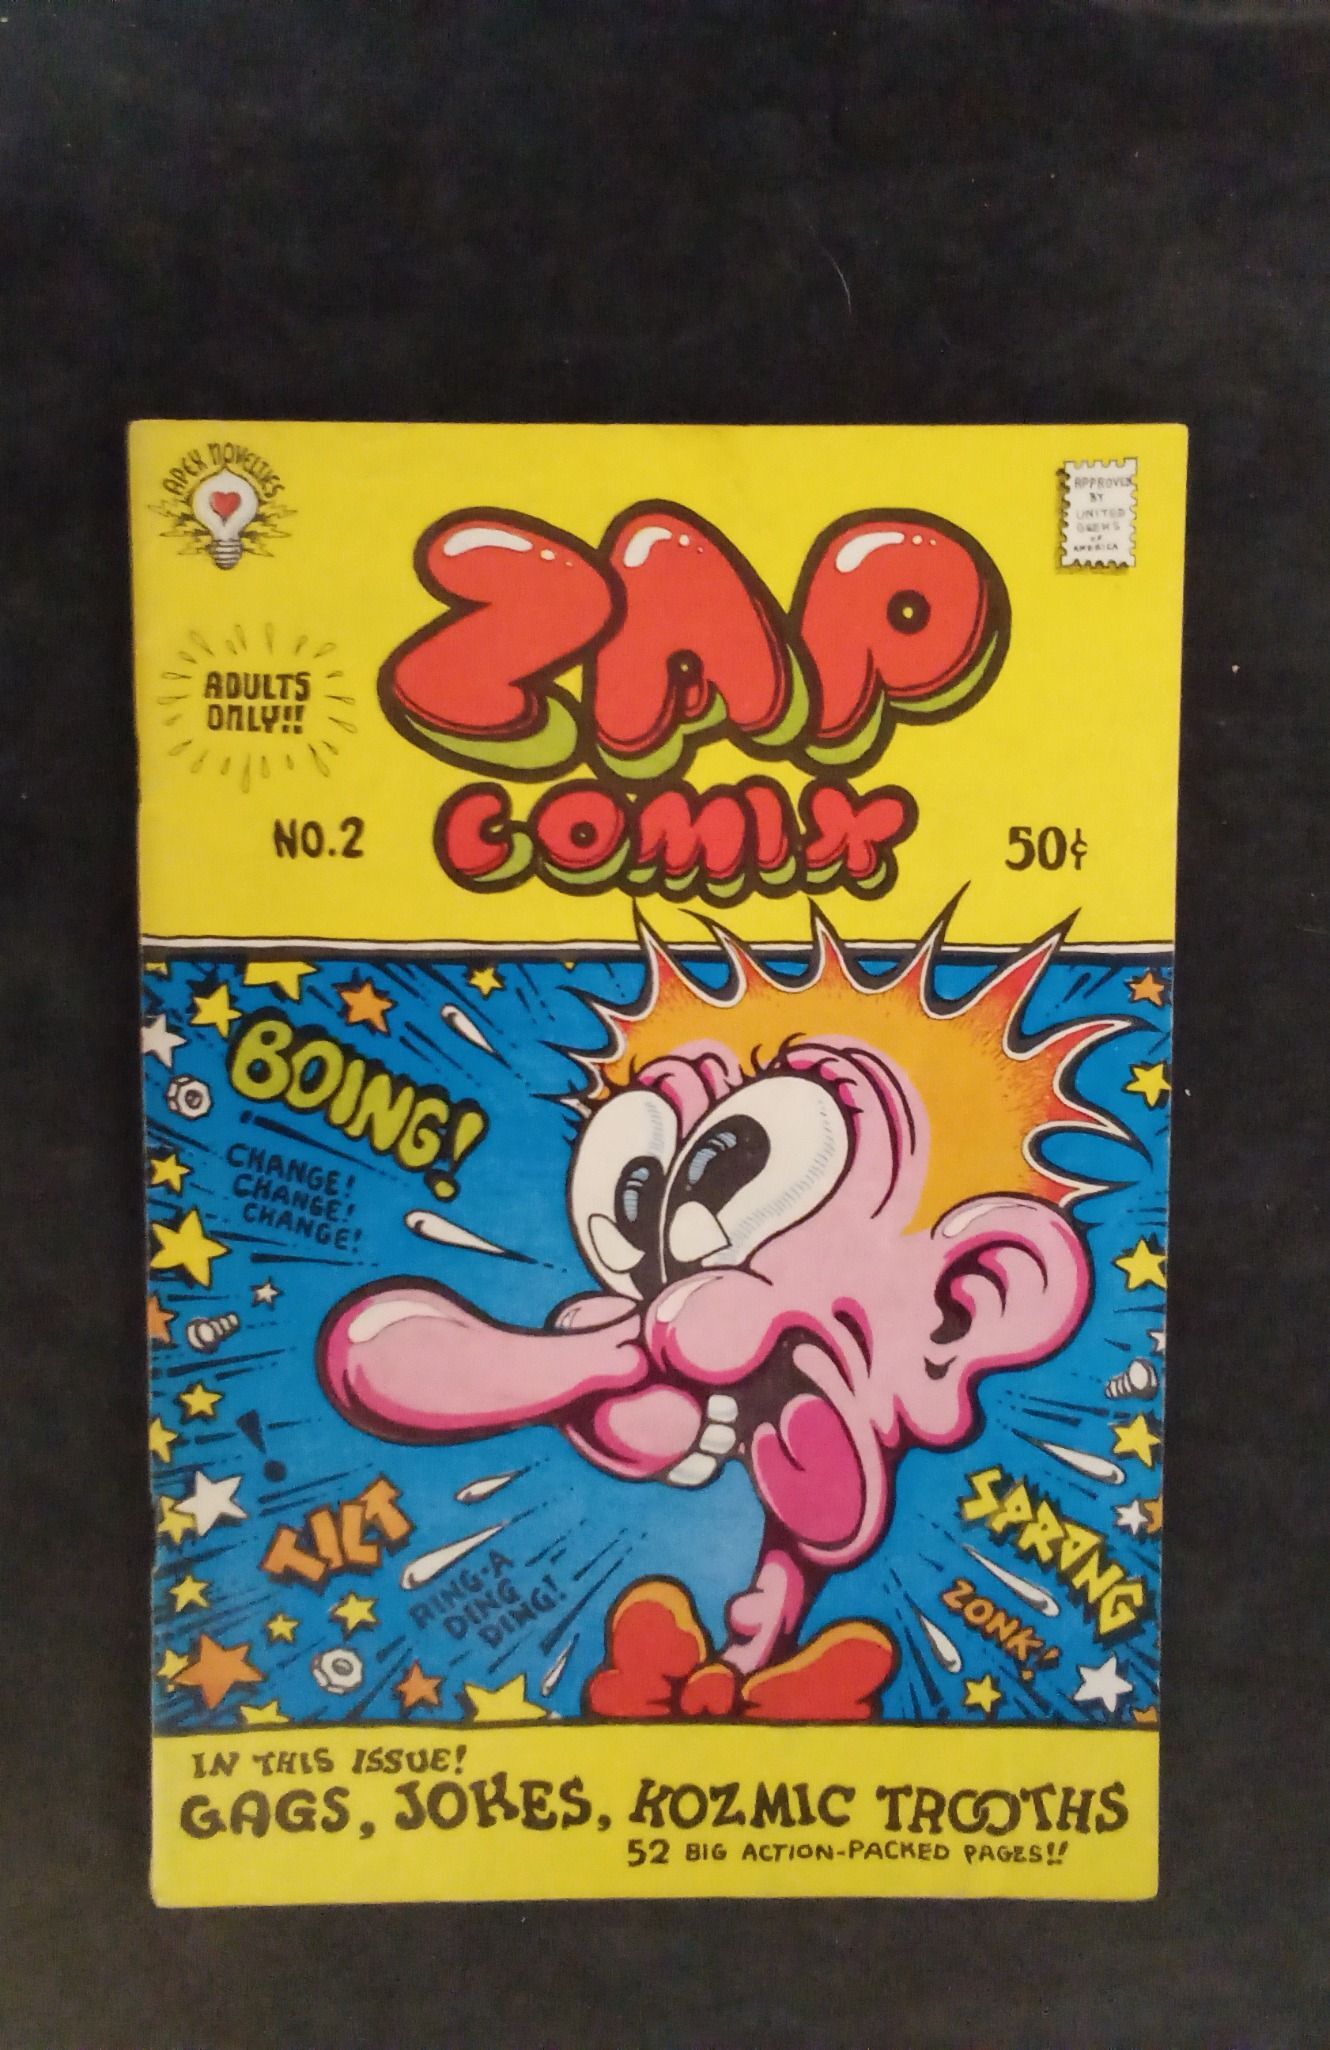 APEX NOVELTIES
APPROVED
BY
UNITED
GEEKS
OF
AMERICA
ZAP
COMIX
ADULTS
ONLY!!
NO.2
50¢
BOING!
CHANGE!
CHANGE!
CHANGE!
!
TILT
RING-A
DING
DING!
SPRONG
ZONK!!
IN THIS ISSUE!
GAGS, JOKES, KOZMIC TROOTHS
52 BIG ACTION-PACKED PAGES!!